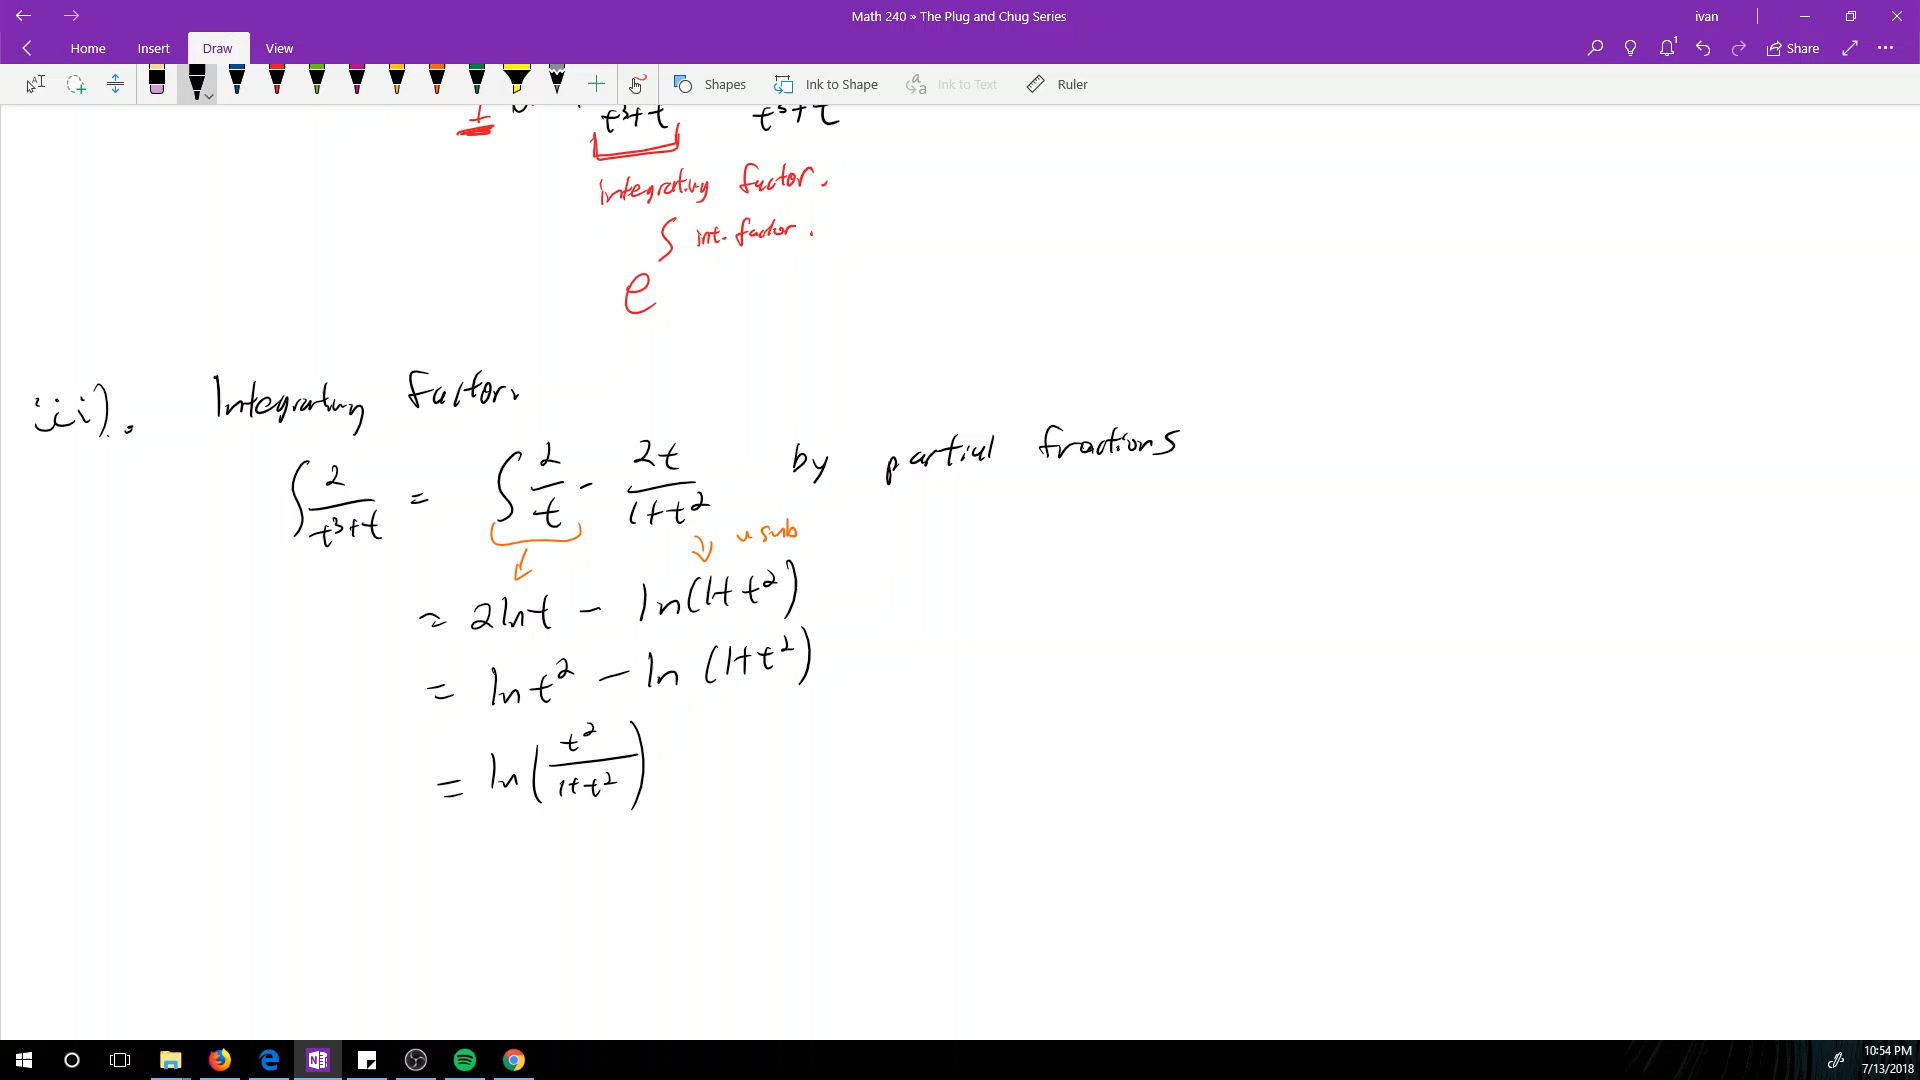 Math 240 » The Plug and Chug Series
ivan
Home Insert Draw View
1 Share
Shapes Ink to Shape Ink to Text Ruler
1 t³+t t³+t
integrating factor.
∫ int. factor.
e
iii). Integrating factor.
∫ 2/(t³+t) = ∫ 2/t - 2t/(1+t²) by partial fractions
u sub
= 2lnt - ln(1+t²)
= ln t² - ln (1+t²)
= ln(t²/(1+t²))
10:54 PM
7/13/2018